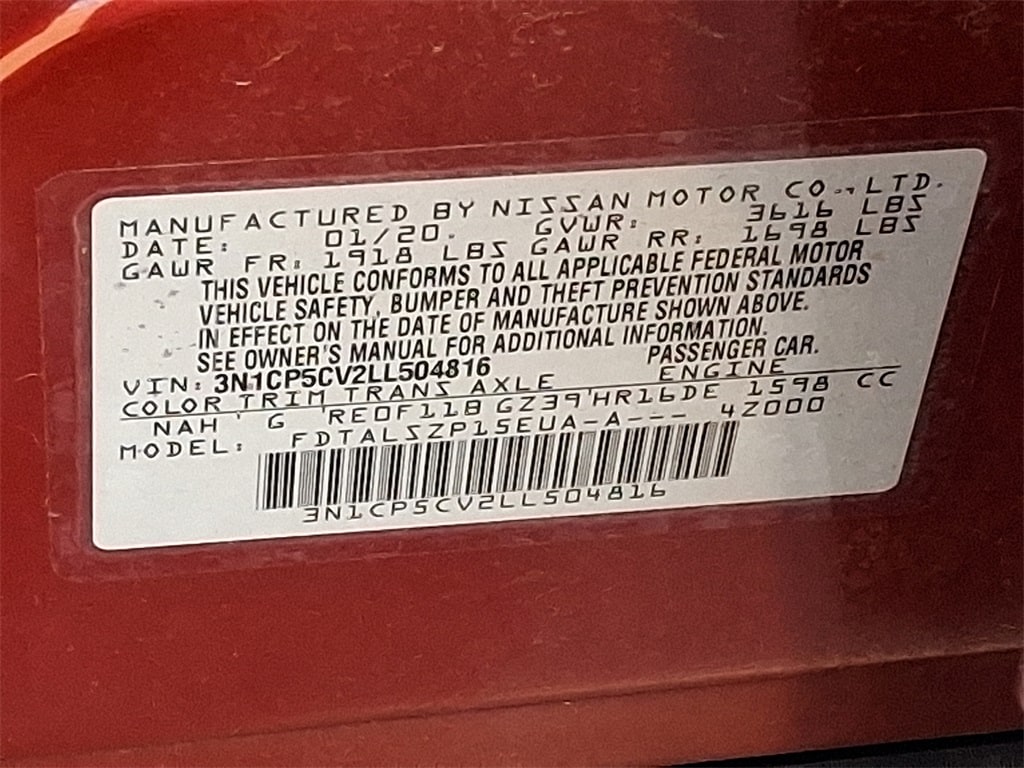 MANUFACTURED BY NISSAN MOTOR CO.,LTD.
DATE: 01/20. GVWR: 3616 LBS
GAWR FR: 1918 LBS GAWR RR: 1698 LBS
THIS VEHICLE CONFORMS TO ALL APPLICABLE FEDERAL MOTOR
VEHICLE SAFETY, BUMPER AND THEFT PREVENTION STANDARDS
IN EFFECT ON THE DATE OF MANUFACTURE SHOWN ABOVE.
SEE OWNER'S MANUAL FOR ADDITIONAL INFORMATION.
VIN: 3N1CP5CV2LL504816 PASSENGER CAR.
COLOR TRIM TRANS AXLE ENGINE
NAH ' G 'RE0F11B GZ39'HR16DE 1598 CC
MODEL: FDTALSZP15EUA-A--- 4Z000
3N1CP5CV2LL504816